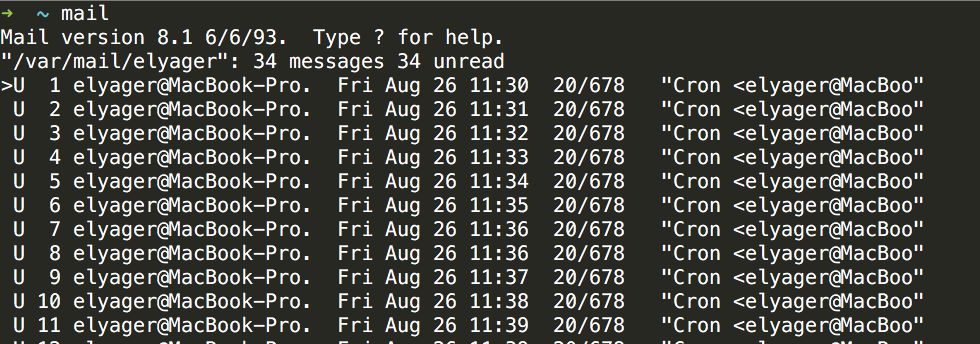 → ~ mail
Mail version 8.1 6/6/93.  Type ? for help.
"/var/mail/elyager": 34 messages 34 unread
>U  1 elyager@MacBook-Pro.  Fri Aug 26 11:30  20/678   "Cron <elyager@MacBoo"
 U  2 elyager@MacBook-Pro.  Fri Aug 26 11:31  20/678   "Cron <elyager@MacBoo"
 U  3 elyager@MacBook-Pro.  Fri Aug 26 11:32  20/678   "Cron <elyager@MacBoo"
 U  4 elyager@MacBook-Pro.  Fri Aug 26 11:33  20/678   "Cron <elyager@MacBoo"
 U  5 elyager@MacBook-Pro.  Fri Aug 26 11:34  20/678   "Cron <elyager@MacBoo"
 U  6 elyager@MacBook-Pro.  Fri Aug 26 11:35  20/678   "Cron <elyager@MacBoo"
 U  7 elyager@MacBook-Pro.  Fri Aug 26 11:36  20/678   "Cron <elyager@MacBoo"
 U  8 elyager@MacBook-Pro.  Fri Aug 26 11:36  20/678   "Cron <elyager@MacBoo"
 U  9 elyager@MacBook-Pro.  Fri Aug 26 11:37  20/678   "Cron <elyager@MacBoo"
 U 10 elyager@MacBook-Pro.  Fri Aug 26 11:38  20/678   "Cron <elyager@MacBoo"
 U 11 elyager@MacBook-Pro.  Fri Aug 26 11:39  20/678   "Cron <elyager@MacBoo"